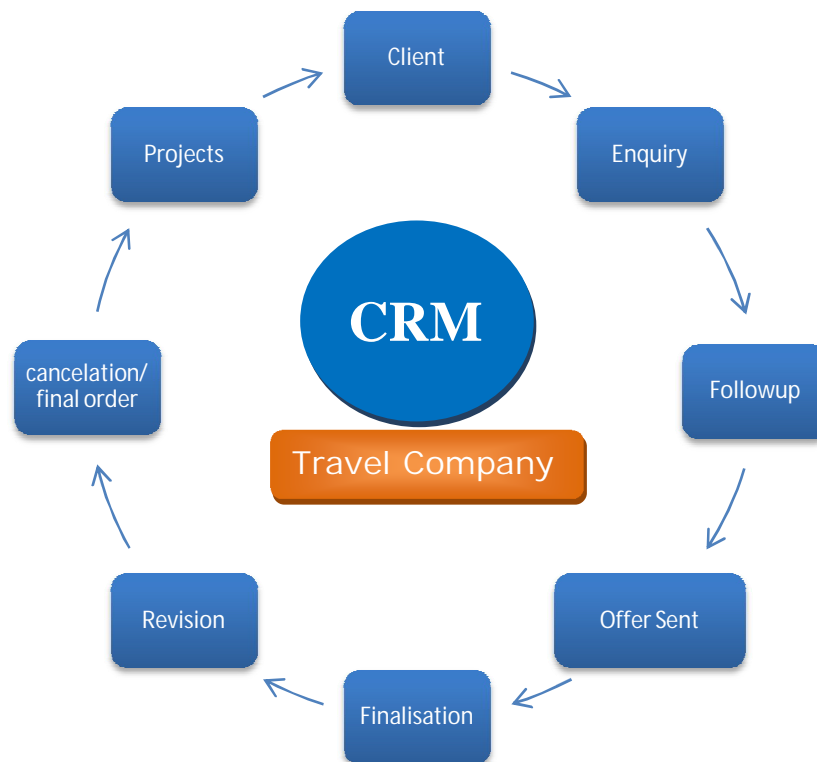 Client
Enquiry
Followup
Offer Sent
Finalisation
Revision
cancelation/
final order
Projects
CRM
Travel Company